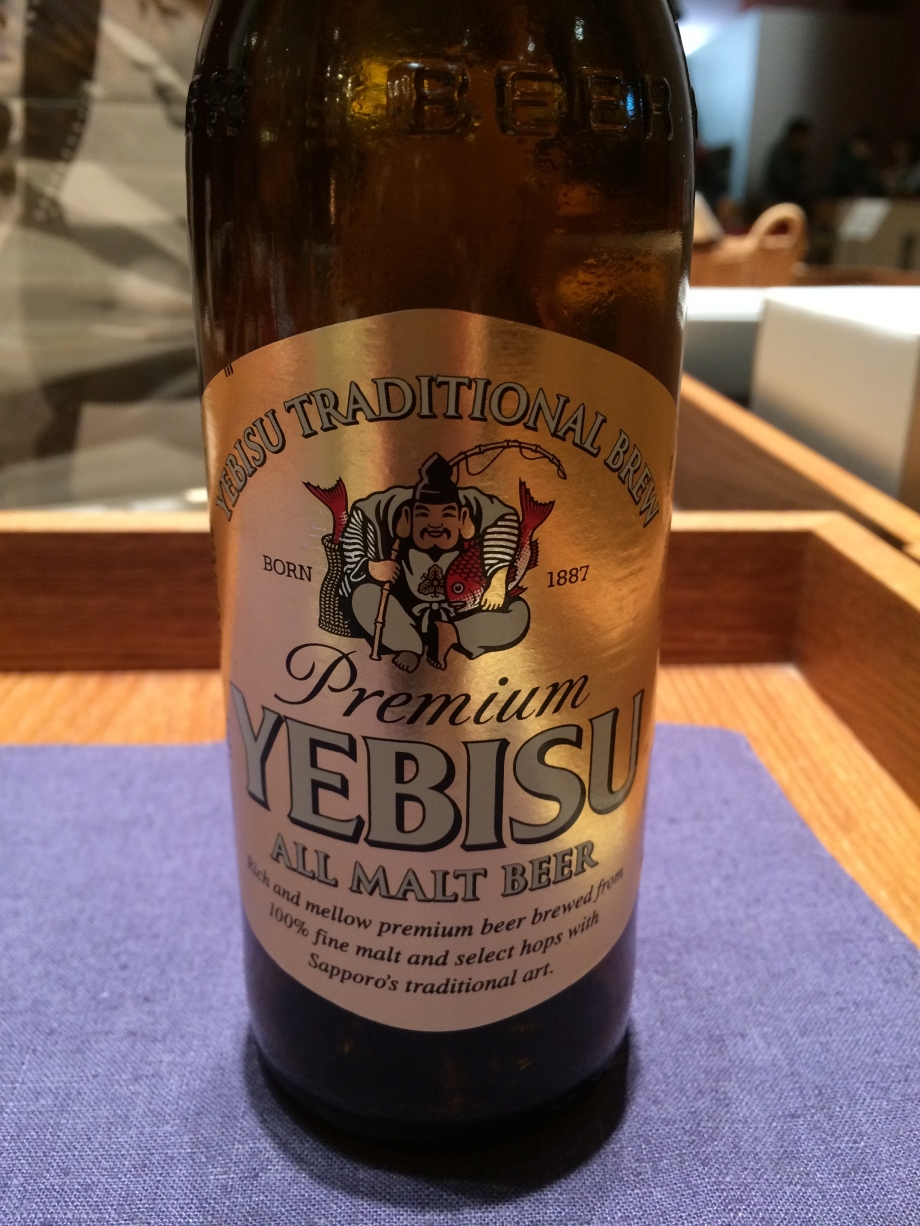 BEER
YEBISU TRADITIONAL BREW
BORN 1887
Premium
YEBISU
ALL MALT BEER
Rich and mellow premium beer brewed from
100% fine malt and select hops with
Sapporo's traditional art.